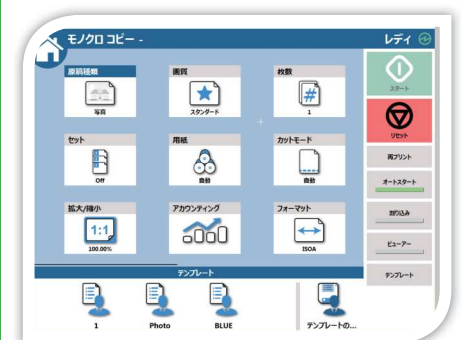 モノクロ コピー -
レディ
原稿種類
画質
枚数
写真
スタンダード
1
セット
用紙
カットモード
Off
自動
自動
拡大/縮小
アカウンティング
フォーマット
1:1
100.00%
ISOA
スタート
リセット
再プリント
オートスタート
割り込み
ビューアー
テンプレート
テンプレート
1
Photo
BLUE
テンプレートの...